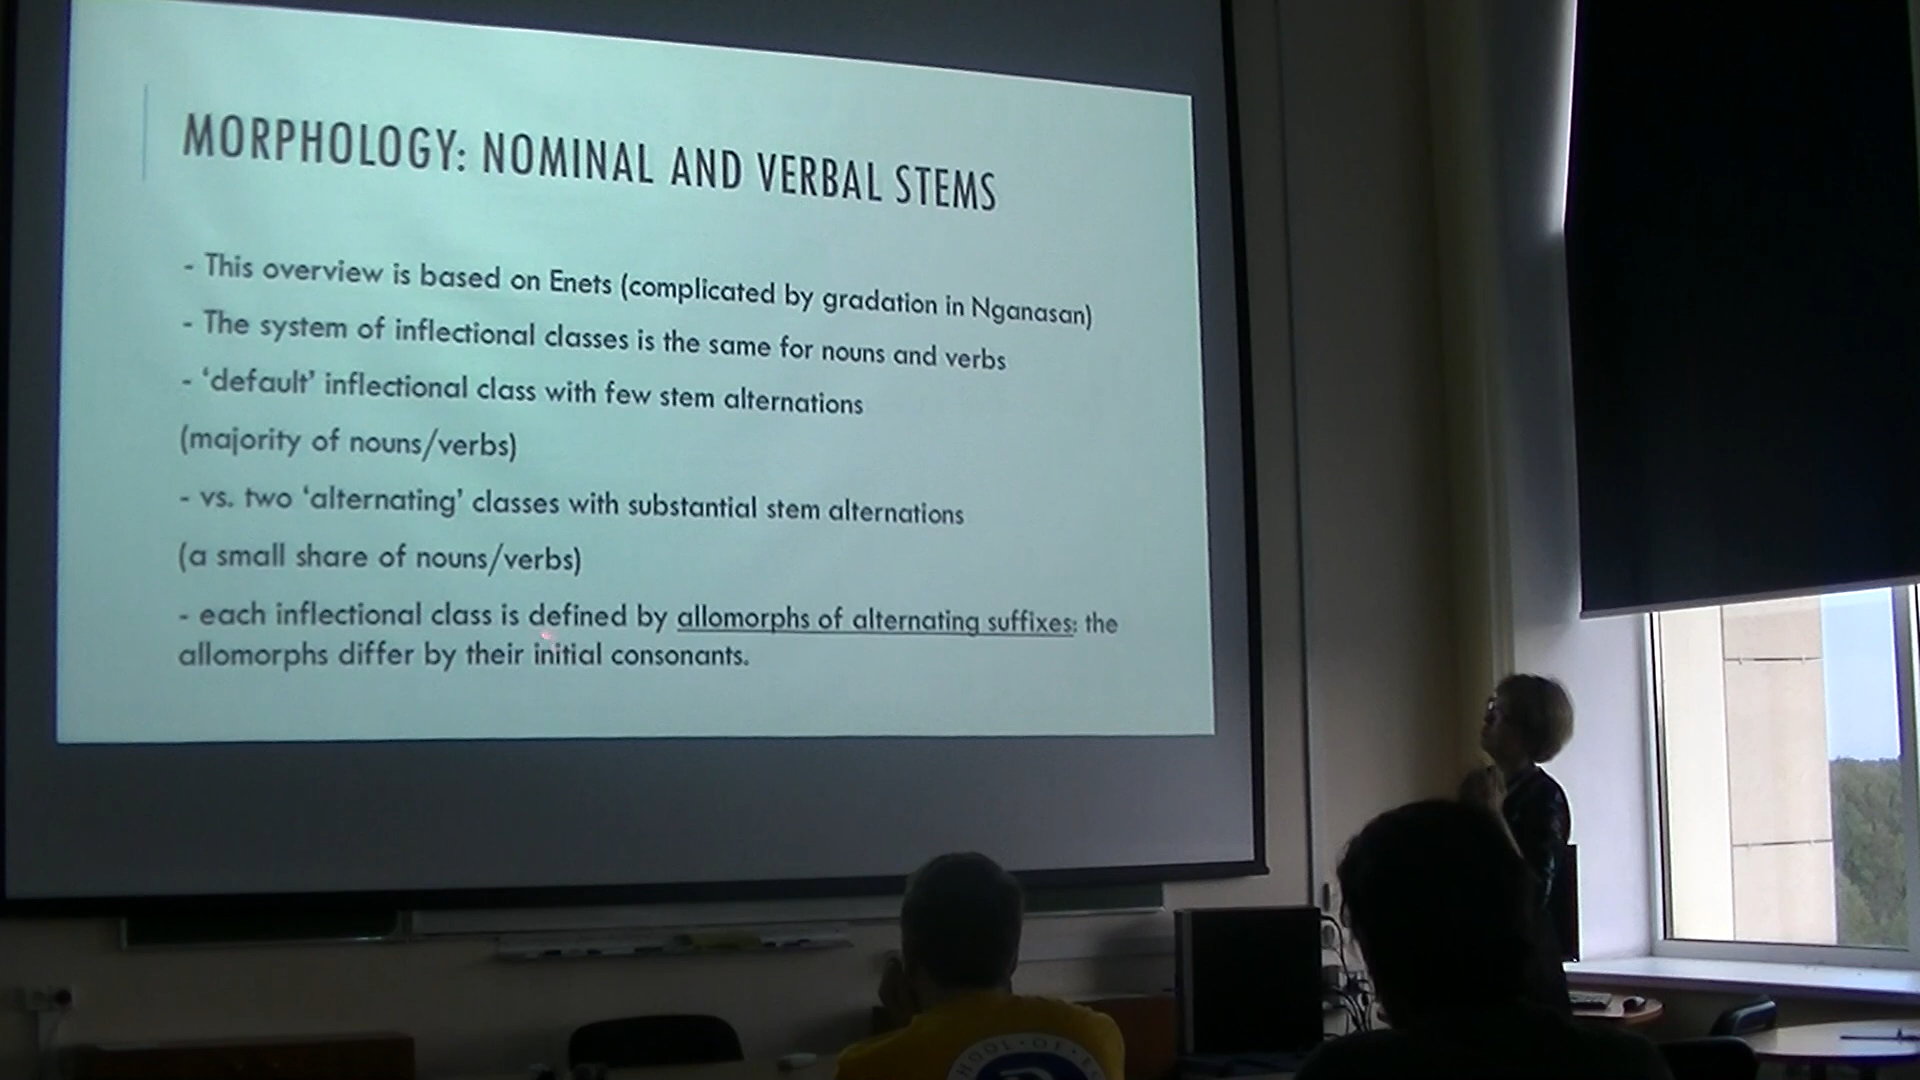 MORPHOLOGY: NOMINAL AND VERBAL STEMS
- This overview is based on Enets (complicated by gradation in Nganasan)
- The system of inflectional classes is the same for nouns and verbs
- ‘default’ inflectional class with few stem alternations
(majority of nouns/verbs)
- vs. two ‘alternating’ classes with substantial stem alternations
(a small share of nouns/verbs)
- each inflectional class is defined by allomorphs of alternating suffixes: the
allomorphs differ by their initial consonants.
OF